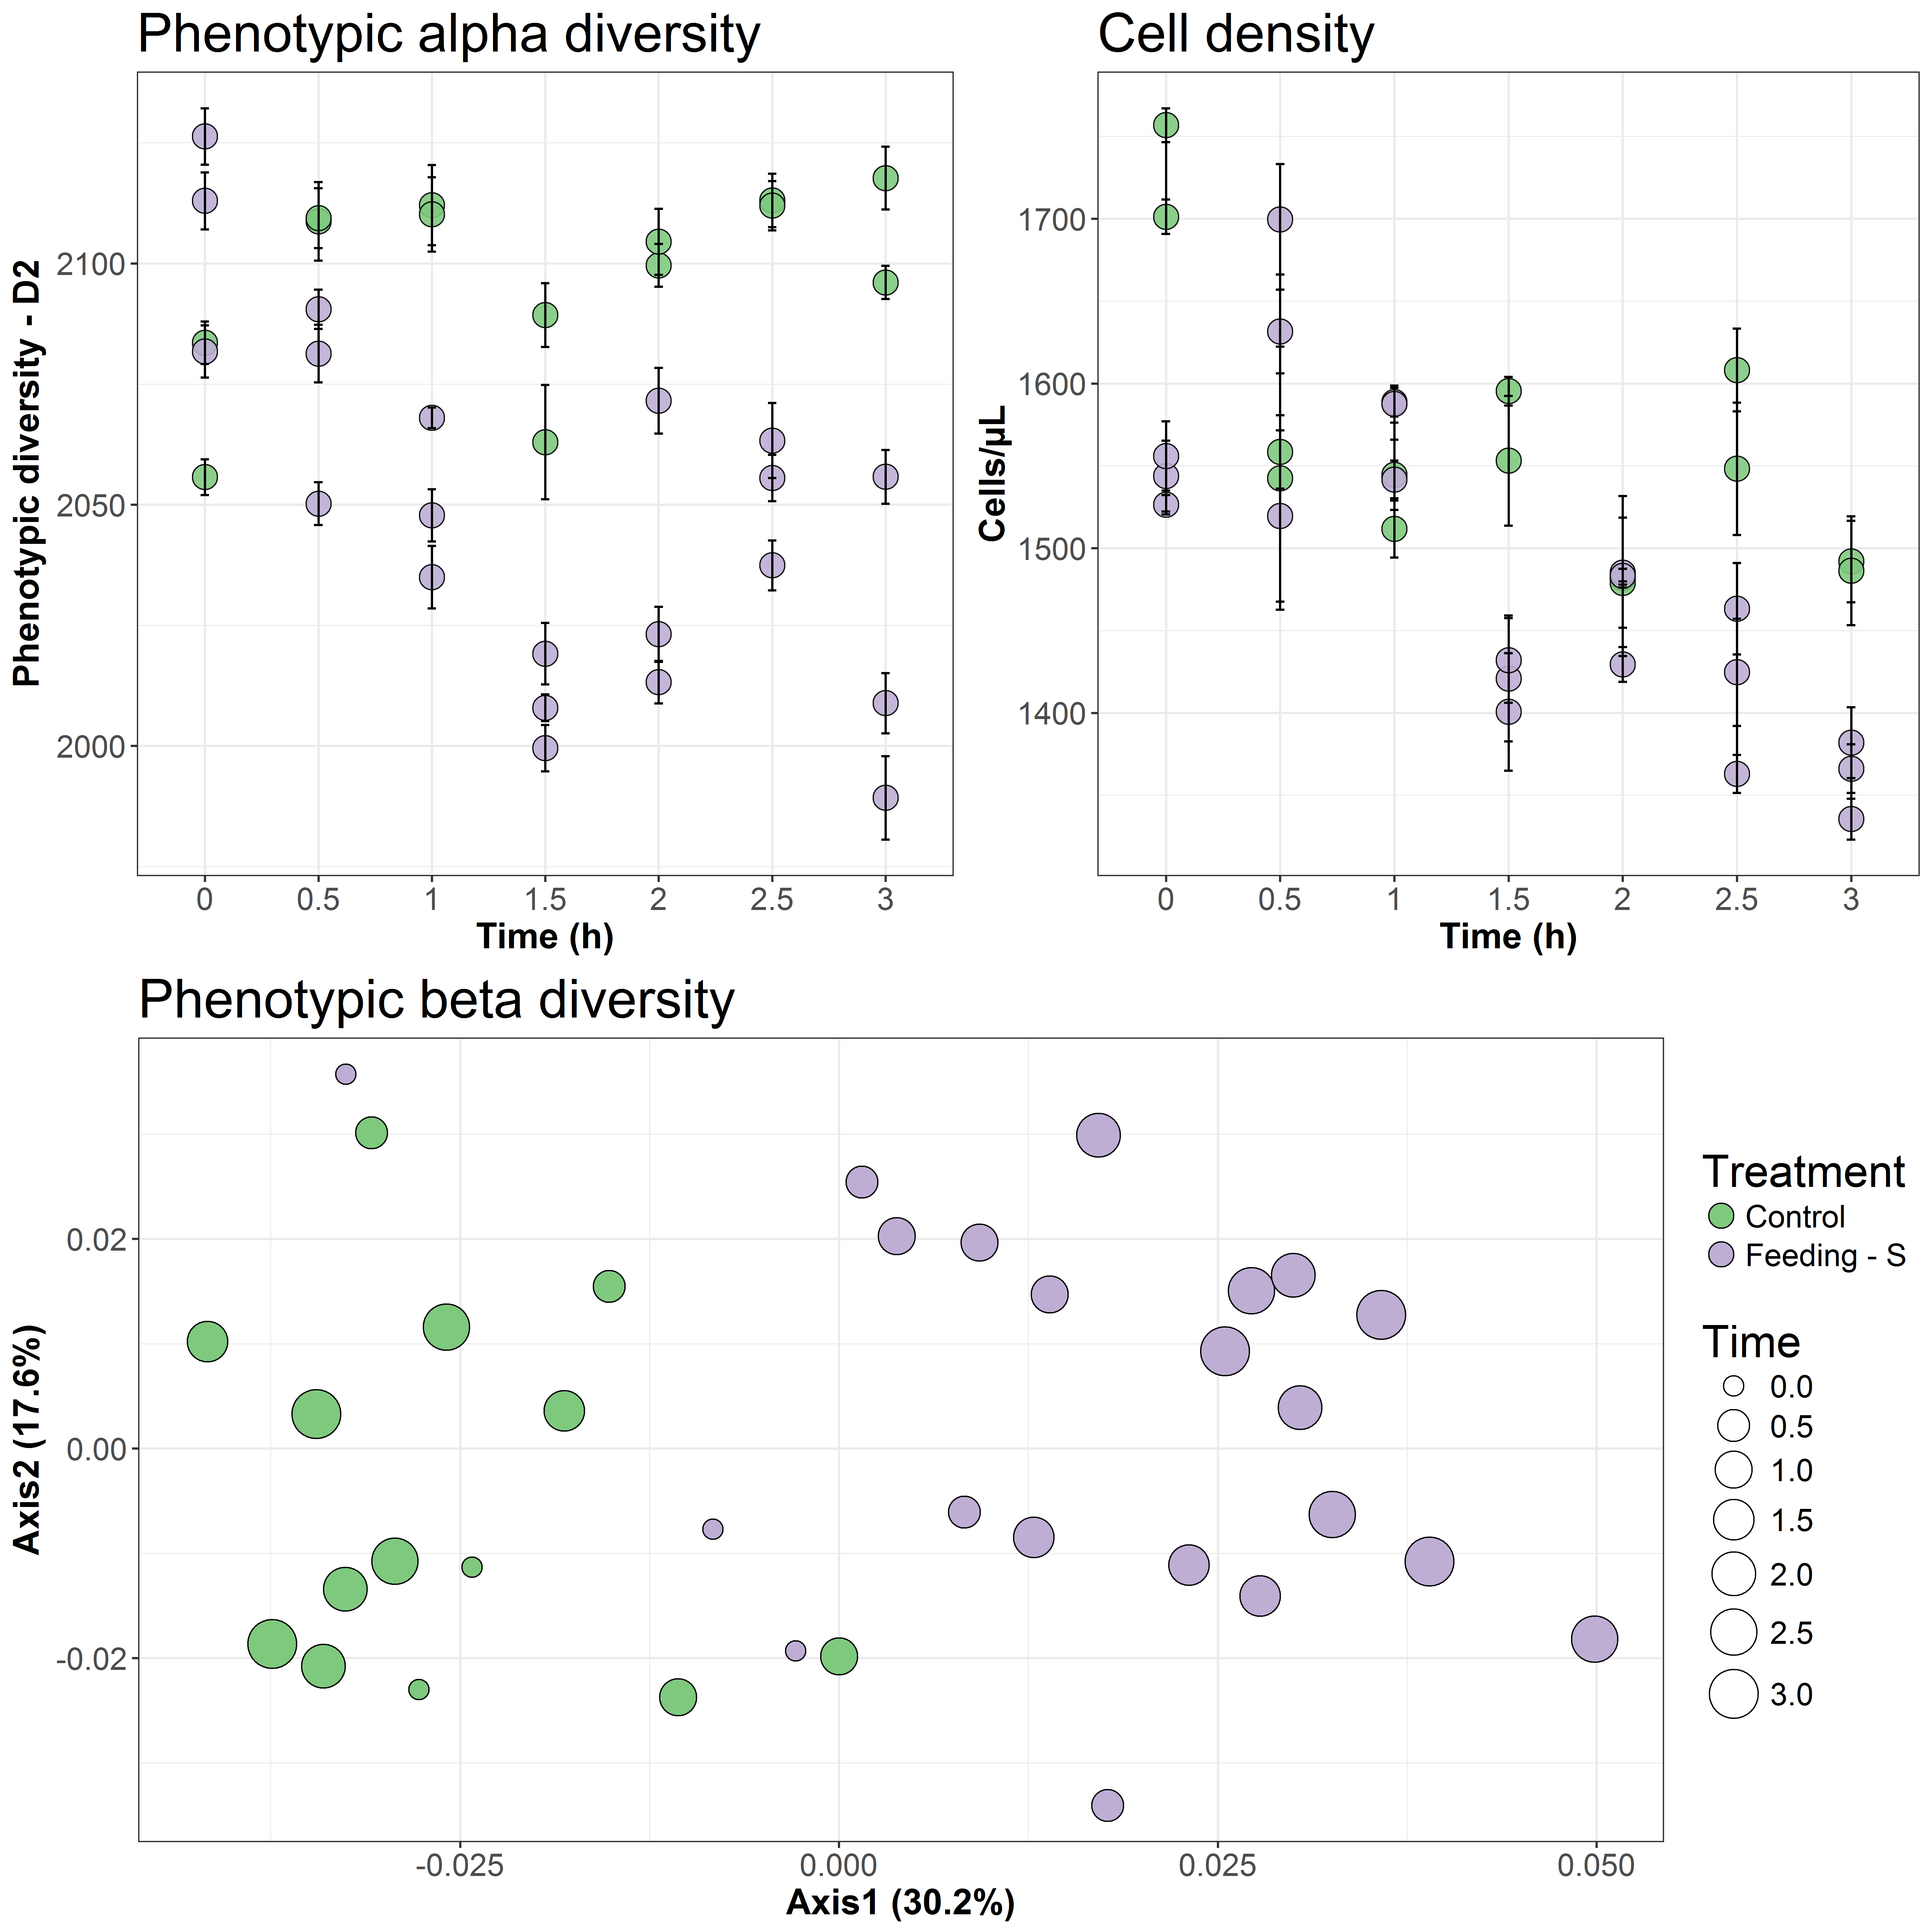 Phenotypic alpha diversity
Phenotypic diversity - D2
2100
2050
2000
0 0.5 1 1.5 2 2.5 3
Time (h)
Cell density
Cells/µL
1700
1600
1500
1400
0 0.5 1 1.5 2 2.5 3
Time (h)
Phenotypic beta diversity
Axis2 (17.6%)
0.02
0.00
-0.02
-0.025 0.000 0.025 0.050
Axis1 (30.2%)
Treatment
Control
Feeding - S
Time
0.0
0.5
1.0
1.5
2.0
2.5
3.0